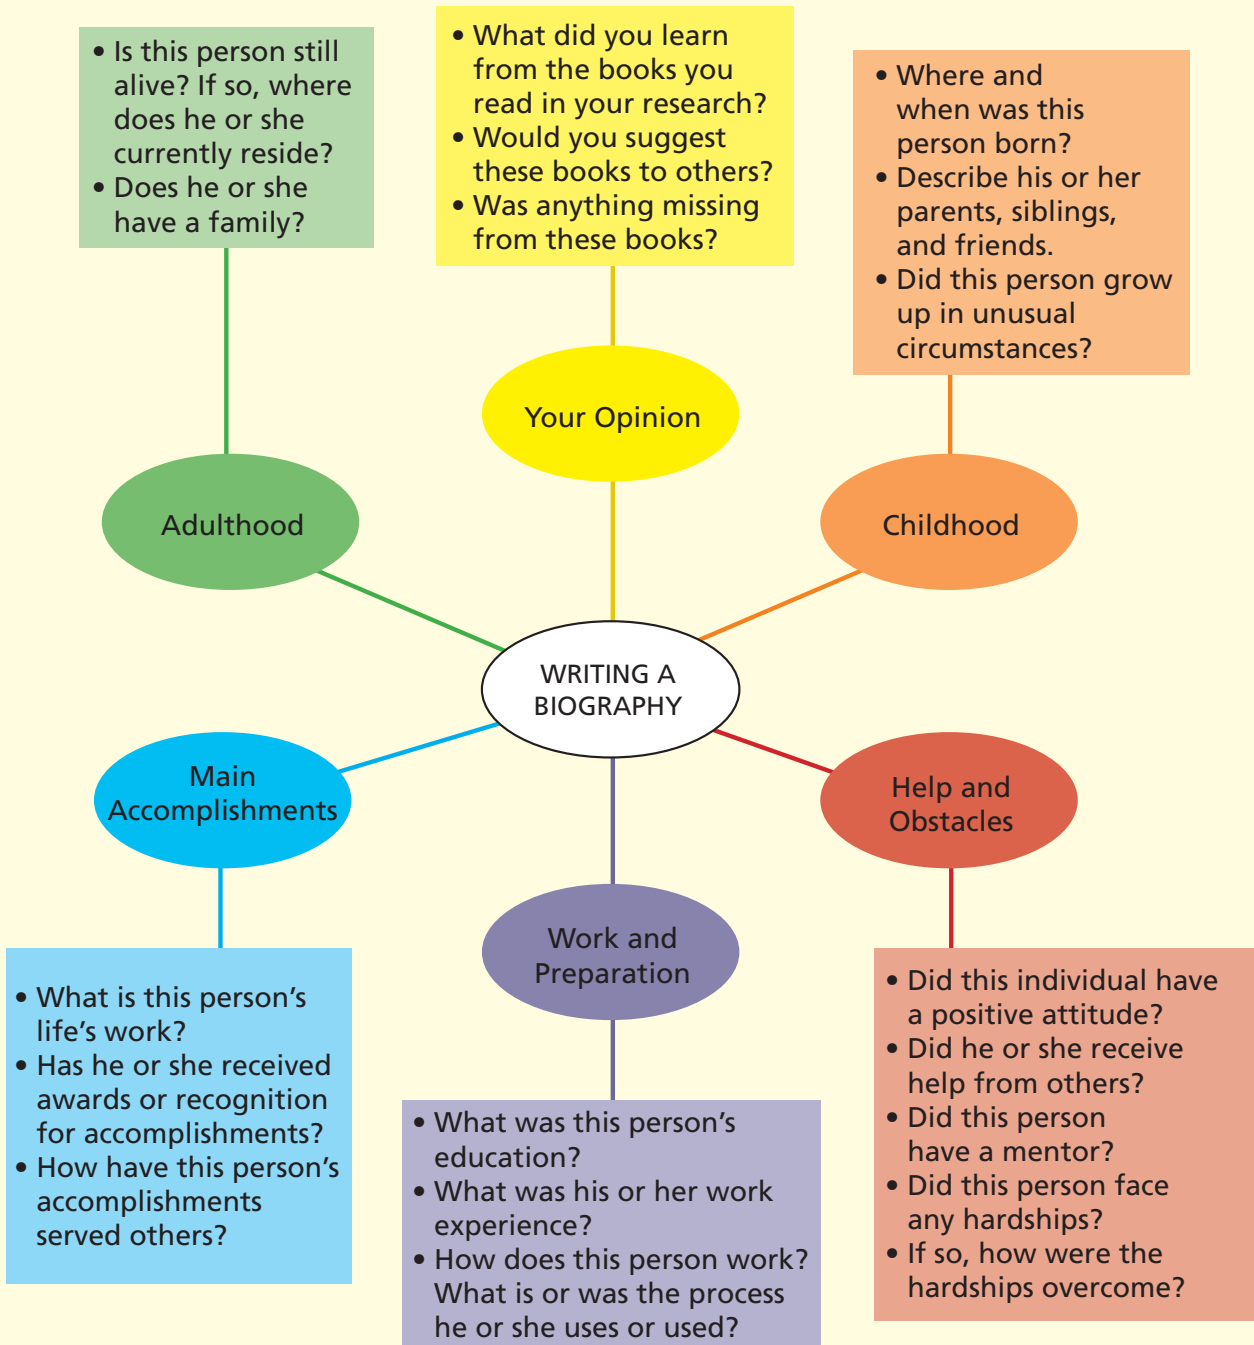 • Is this person still
alive? If so, where
does he or she
currently reside?
• Does he or she
have a family?
• What did you learn
from the books you
read in your research?
• Would you suggest
these books to others?
• Was anything missing
from these books?
• Where and
when was this
person born?
• Describe his or her
parents, siblings,
and friends.
• Did this person grow
up in unusual
circumstances?
Your Opinion
Adulthood
Childhood
WRITING A
BIOGRAPHY
Main
Accomplishments
Help and
Obstacles
Work and
Preparation
• What is this person’s
life’s work?
• Has he or she received
awards or recognition
for accomplishments?
• How have this person’s
accomplishments
served others?
• What was this person’s
education?
• What was his or her work
experience?
• How does this person work?
What is or was the process
he or she uses or used?
• Did this individual have
a positive attitude?
• Did he or she receive
help from others?
• Did this person
have a mentor?
• Did this person face
any hardships?
• If so, how were the
hardships overcome?